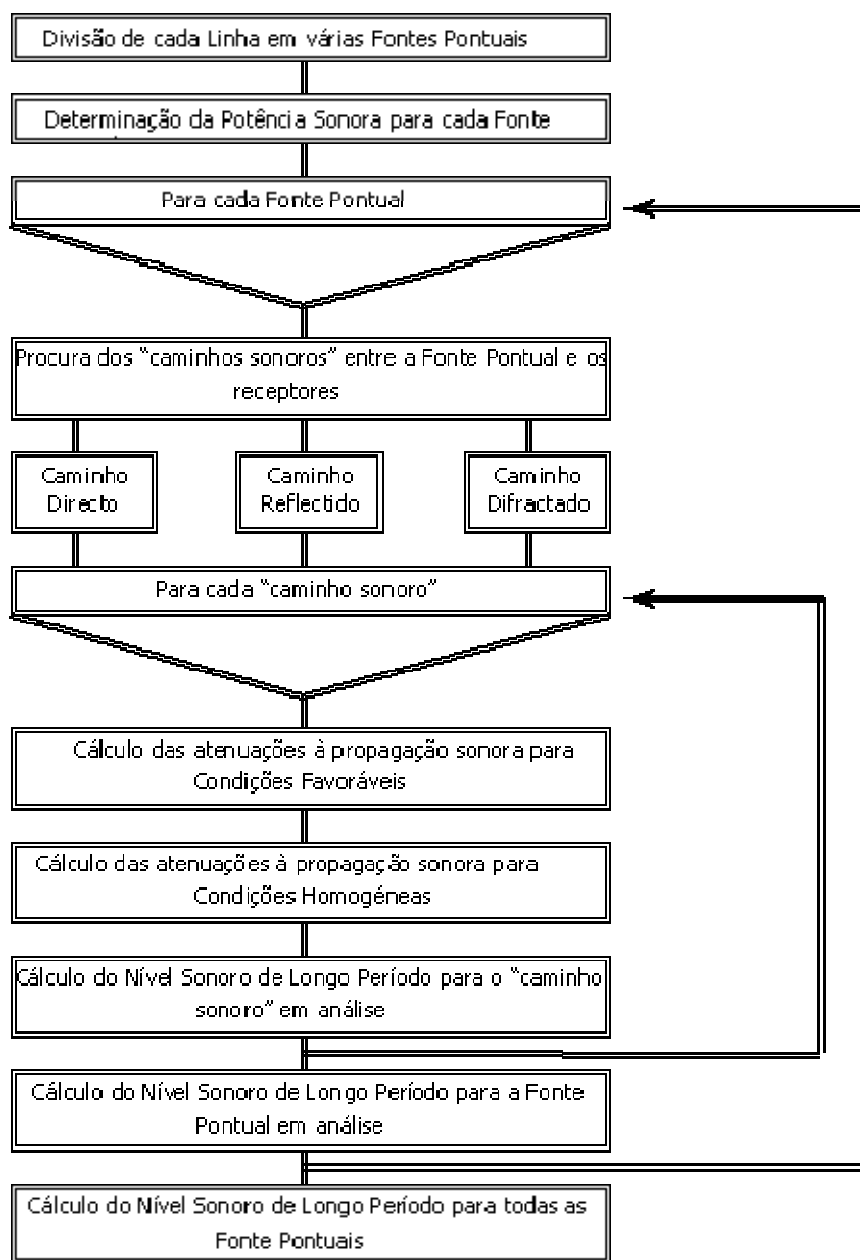 Divisão de cada Linha em várias Fontes Pontuais
Determinação da Potência Sonora para cada Fonte
Para cada Fonte Pontual
Procura dos “caminhos sonoros” entre a Fonte Pontual e os
receptores
Caminho
Directo
Caminho
Reflectido
Caminho
Difractado
Para cada “caminho sonoro”
Cálculo das atenuações à propagação sonora para
Condições Favoráveis
Cálculo das atenuações à propagação sonora para
Condições Homogéneas
Cálculo do Nível Sonoro de Longo Período para o “caminho
sonoro” em análise
Cálculo do Nível Sonoro de Longo Período para a Fonte
Pontual em análise
Cálculo do Nível Sonoro de Longo Período para todas as
Fonte Pontuais